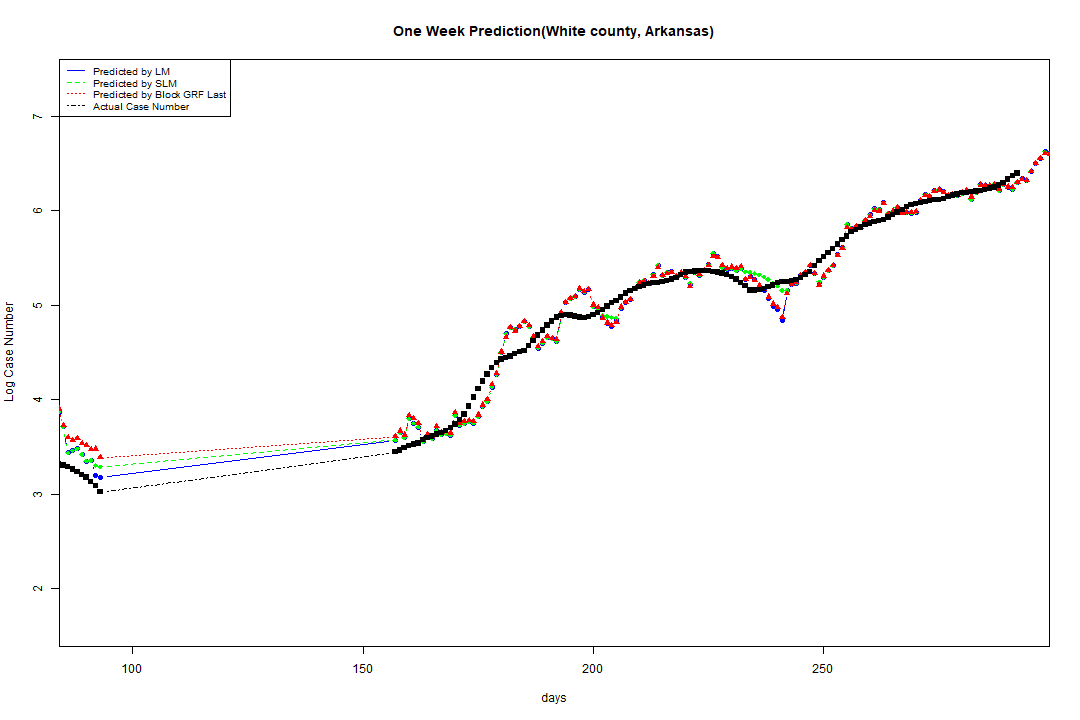 One Week Prediction(White county, Arkansas)
Predicted by LM
Predicted by SLM
Predicted by Block GRF Last
Actual Case Number
7
6
5
4
3
2
Log Case Number
100 150 200 250
days